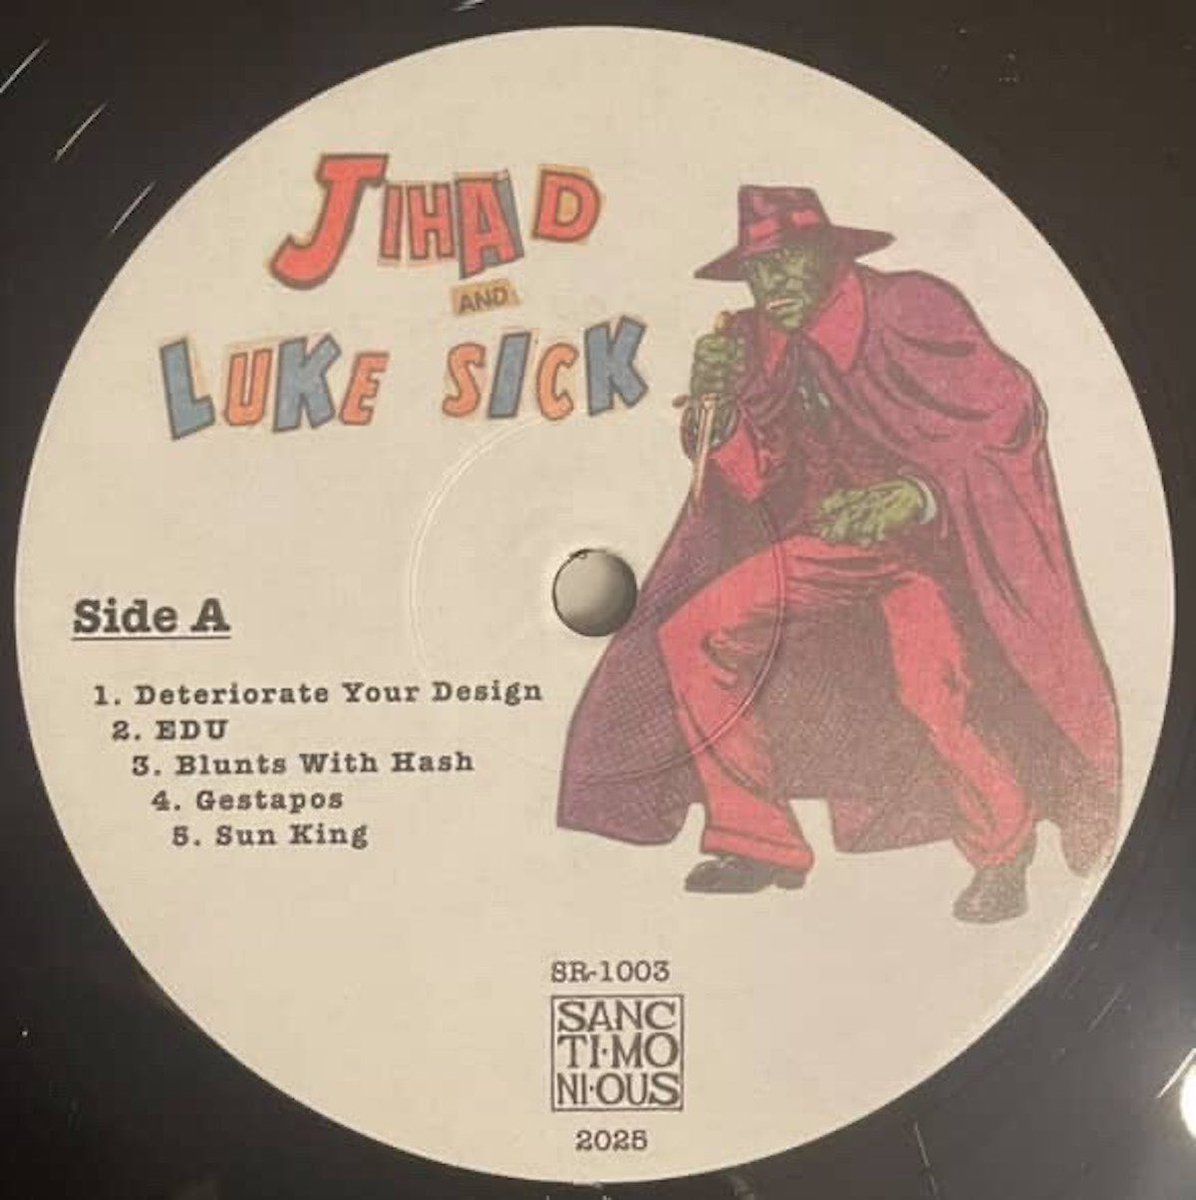 JIHAD
AND
LUKE SICK
Side A
1. Deteriorate Your Design
2. EDU
3. Blunts With Hash
4. Gestapos
5. Sun King
SR-1003
SANC
TI·MO
NI·OUS
2025